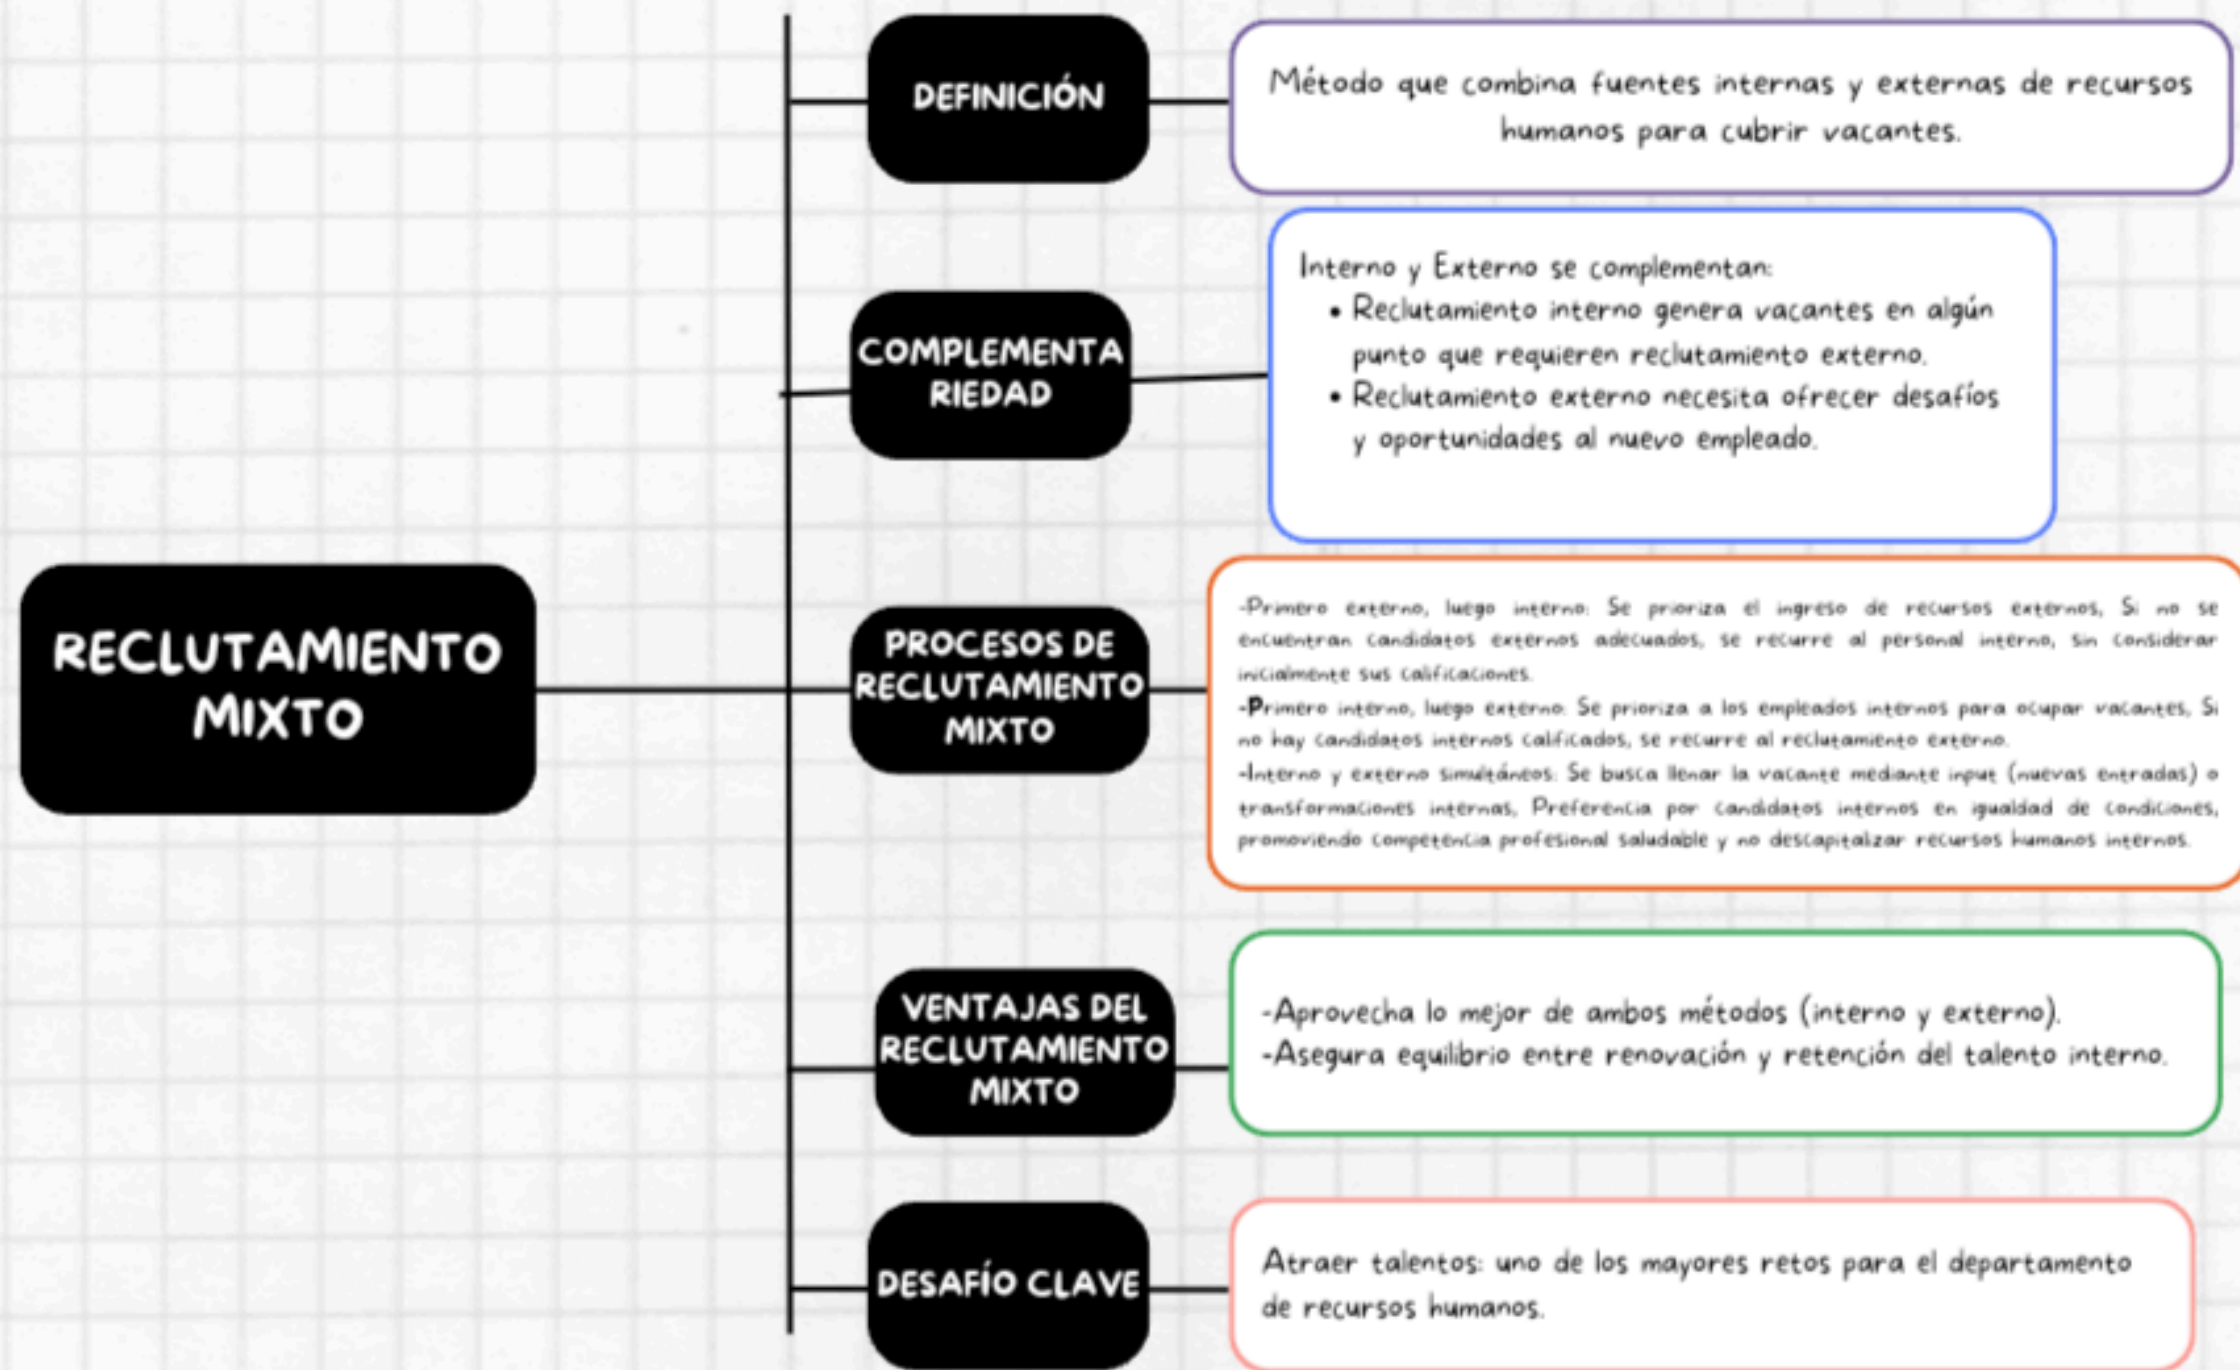 RECLUTAMIENTO
MIXTO
DEFINICIÓN
Método que combina fuentes internas y externas de recursos
humanos para cubrir vacantes.
COMPLEMENTA
RIEDAD
Interno y Externo se complementan:
• Reclutamiento interno genera vacantes en algún
punto que requieren reclutamiento externo.
• Reclutamiento externo necesita ofrecer desafíos
y oportunidades al nuevo empleado.
PROCESOS DE
RECLUTAMIENTO
MIXTO
-Primero externo, luego interno: Se prioriza el ingreso de recursos externos, Si no se
encuentran candidatos externos adecuados, se recurre al personal interno, sin considerar
inicialmente sus calificaciones.
-Primero interno, luego externo: Se prioriza a los empleados internos para ocupar vacantes, Si
no hay candidatos internos calificados, se recurre al reclutamiento externo.
-Interno y externo simultáneos: Se busca llenar la vacante mediante input (nuevas entradas) o
transformaciones internas, Preferencia por candidatos internos en igualdad de condiciones,
promoviendo competencia profesional saludable y no descapitalizar recursos humanos internos.
VENTAJAS DEL
RECLUTAMIENTO
MIXTO
-Aprovecha lo mejor de ambos métodos (interno y externo).
-Asegura equilibrio entre renovación y retención del talento interno.
DESAFÍO CLAVE
Atraer talentos: uno de los mayores retos para el departamento
de recursos humanos.